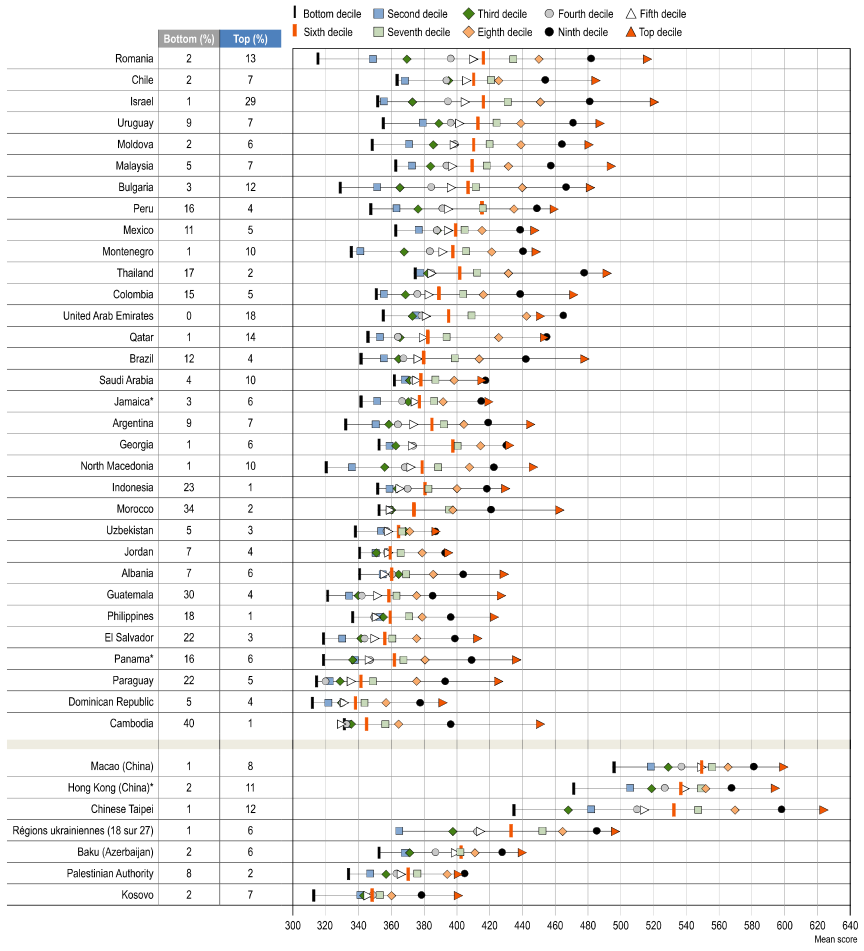 Bottom decile Second decile Third decile Fourth decile Fifth decile
Sixth decile Seventh decile Eighth decile Ninth decile Top decile
Bottom (%) Top (%)
Romania 2 13
Chile 2 7
Israel 1 29
Uruguay 9 7
Moldova 2 6
Malaysia 5 7
Bulgaria 3 12
Peru 16 4
Mexico 11 5
Montenegro 1 10
Thailand 17 2
Colombia 15 5
United Arab Emirates 0 18
Qatar 1 14
Brazil 12 4
Saudi Arabia 4 10
Jamaica* 3 6
Argentina 9 7
Georgia 1 6
North Macedonia 1 10
Indonesia 23 1
Morocco 34 2
Uzbekistan 5 3
Jordan 7 4
Albania 7 6
Guatemala 30 4
Philippines 18 1
El Salvador 22 3
Panama* 16 6
Paraguay 22 5
Dominican Republic 5 4
Cambodia 40 1
Macao (China) 1 8
Hong Kong (China)* 2 11
Chinese Taipei 1 12
Régions ukrainiennes (18 sur 27) 1 6
Baku (Azerbaijan) 2 6
Palestinian Authority 8 2
Kosovo 2 7
300 320 340 360 380 400 420 440 460 480 500 520 540 560 580 600 620 640
Mean score